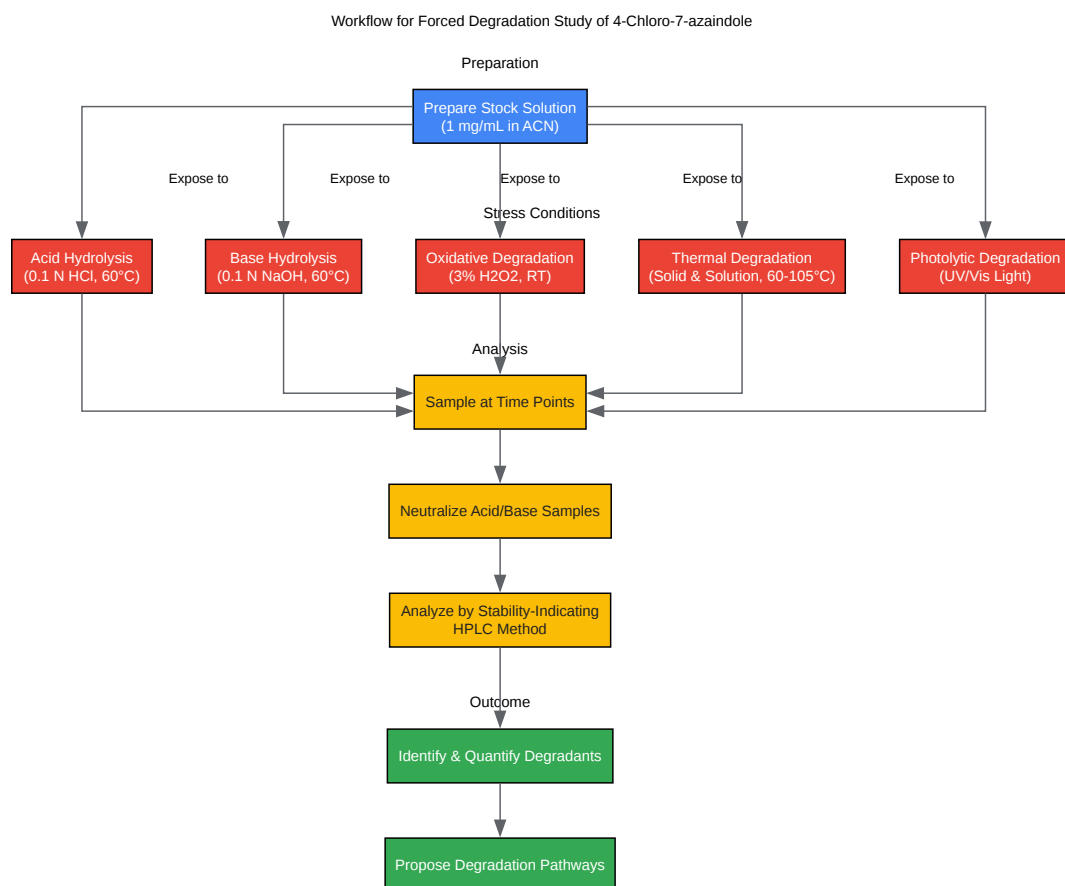 Workflow for Forced Degradation Study of 4-Chloro-7-azaindole
Preparation
Prepare Stock Solution
(1 mg/mL in ACN)
Expose to
Expose to
Expose to
Expose to
Expose to
Stress Conditions
Acid Hydrolysis
(0.1 N HCl, 60°C)
Base Hydrolysis
(0.1 N NaOH, 60°C)
Oxidative Degradation
(3% H2O2, RT)
Thermal Degradation
(Solid & Solution, 60-105°C)
Photolytic Degradation
(UV/Vis Light)
Analysis
Sample at Time Points
Neutralize Acid/Base Samples
Analyze by Stability-Indicating
HPLC Method
Outcome
Identify & Quantify Degradants
Propose Degradation Pathways